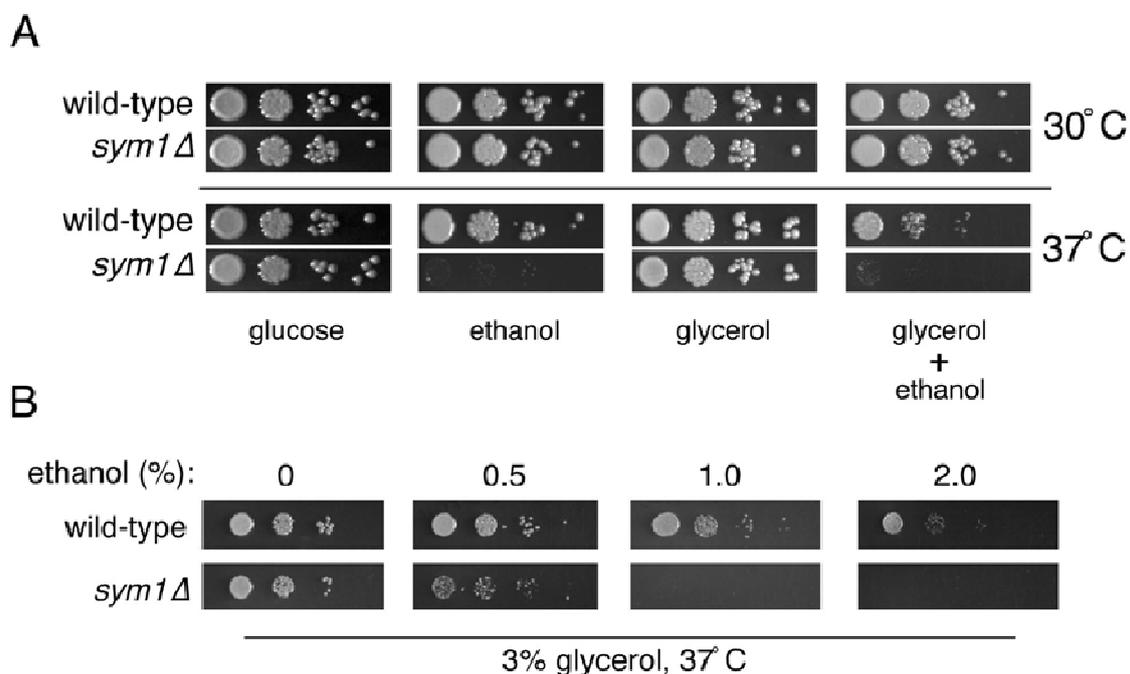 A
wild-type
sym1Δ
30°C
wild-type
sym1Δ
37°C
glucose ethanol glycerol glycerol
+
ethanol
B
ethanol (%): 0 0.5 1.0 2.0
wild-type
sym1Δ
3% glycerol, 37°C